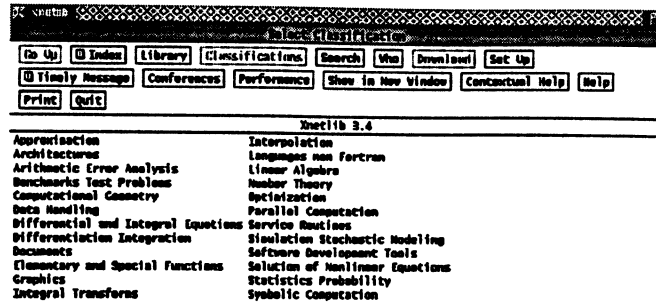 xnetlib
Select Classification
Go Up Index Library Classifications Search Who Download Set Up
Timely Message Conferences Performance Show in New Window Contextual Help Help
Print Quit
Xnetlib 3.4
Approximation Interpolation
Architectures Languages non Fortran
Arithmetic Error Analysis Linear Algebra
Benchmarks Test Problems Number Theory
Computational Geometry Optimization
Data Handling Parallel Computation
Differential and Integral Equations Service Routines
Differentiation Integration Simulation Stochastic Modeling
Documents Software Development Tools
Elementary and Special Functions Solution of Nonlinear Equations
Graphics Statistics Probability
Integral Transforms Symbolic Computation